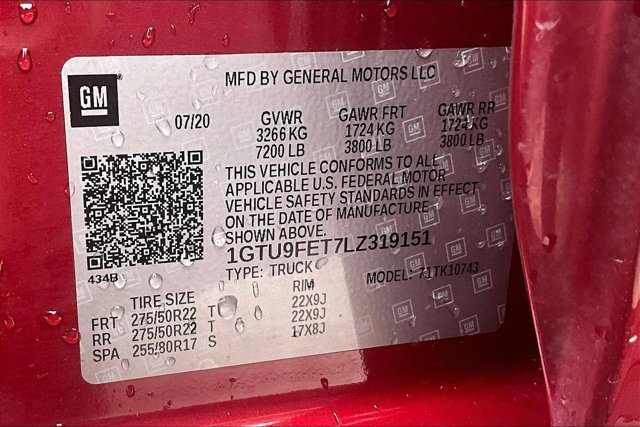 GM
MFD BY GENERAL MOTORS LLC
07/20 GVWR GAWR FRT GAWR RR
3266 KG 1724 KG 1724 KG
7200 LB 3800 LB 3800 LB
THIS VEHICLE CONFORMS TO ALL
APPLICABLE U.S. FEDERAL MOTOR
VEHICLE SAFETY STANDARDS IN EFFECT
ON THE DATE OF MANUFACTURE
SHOWN ABOVE.
1GTU9FET7LZ319151
434B TYPE: TRUCK MODEL: 71TK10743
TIRE SIZE RIM
FRT 275/50R22 T 22X9J
RR 275/50R22 T 22X9J
SPA 255/80R17 S 17X8J